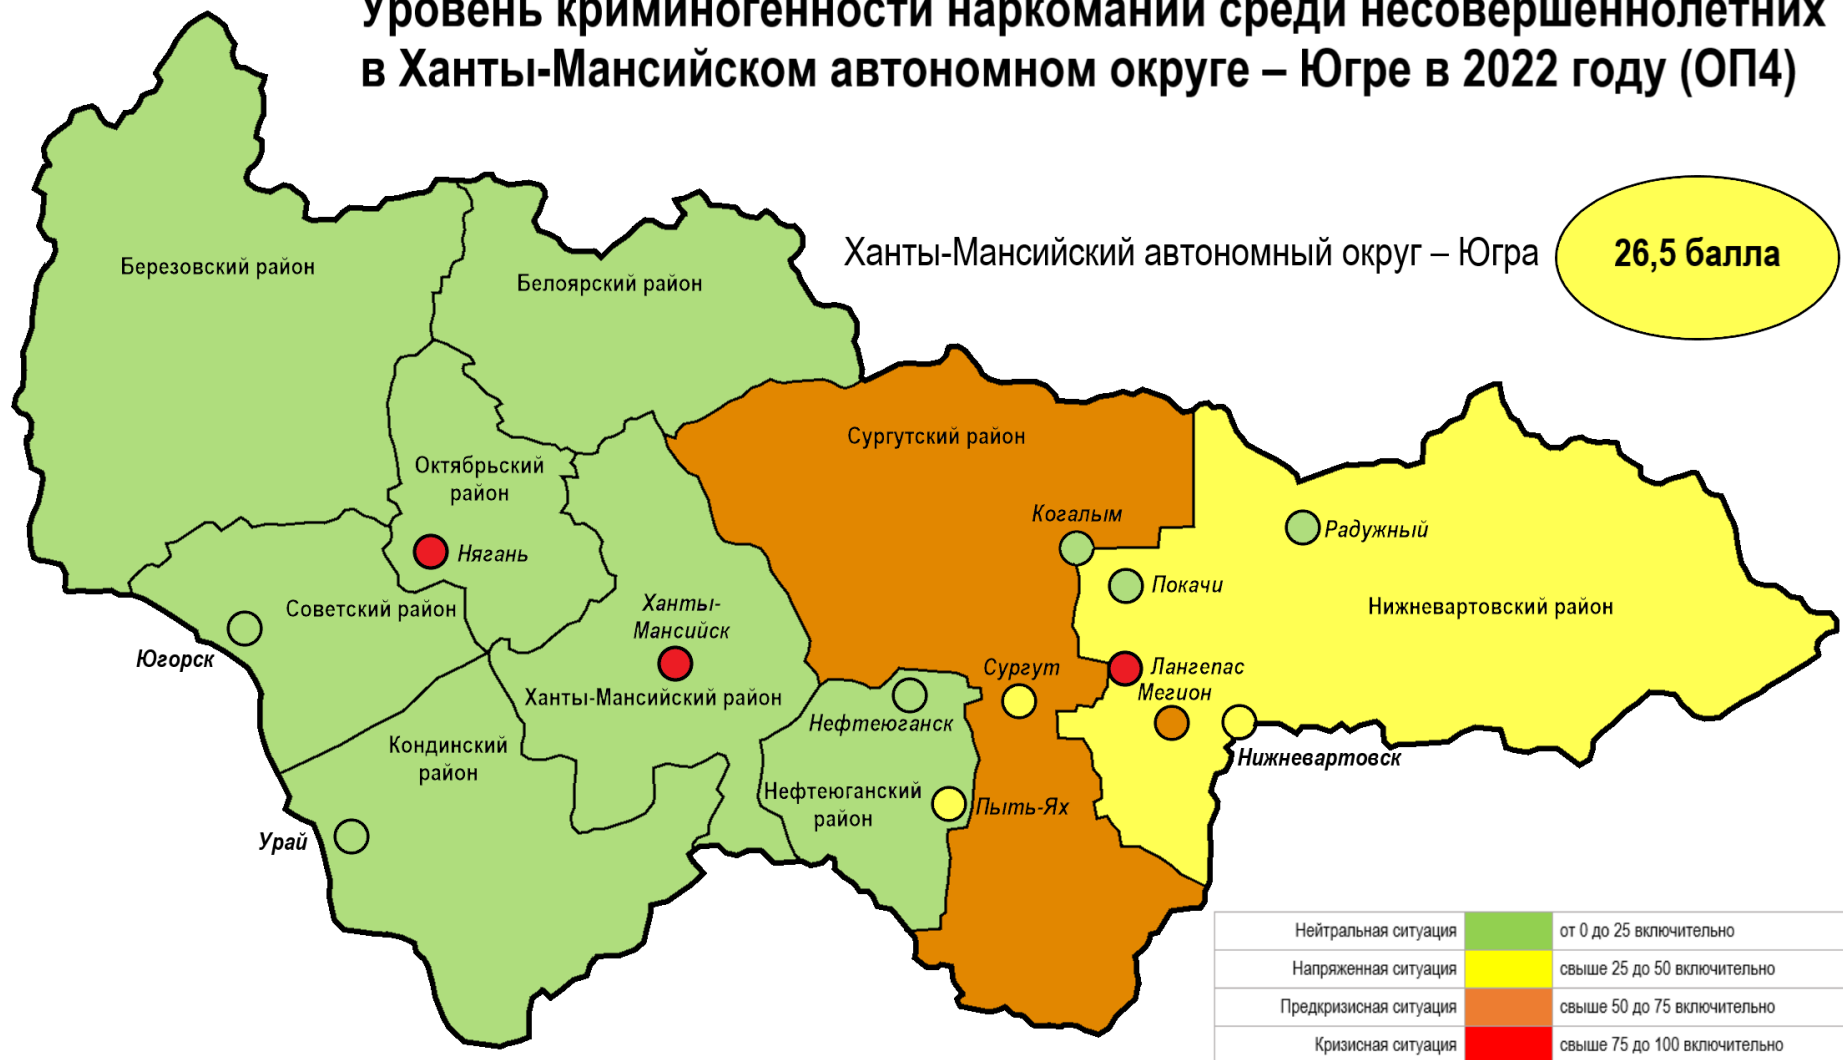 Уровень криминогенности наркомании среди несовершеннолетних
в Ханты-Мансийском автономном округе – Югре в 2022 году (ОП4)
Ханты-Мансийский автономный округ – Югра
26,5 балла
Березовский район
Белоярский район
Сургутский район
Октябрьский
район
Когалым
Радужный
Нягань
Покачи
Советский район
Ханты-
Мансийск
Нижневартовский район
Югорск
Сургут
Лангепас
Мегион
Ханты-Мансийский район
Нефтеюганск
Кондинский
район
Нижневартовск
Нефтеюганский
район
Пыть-Ях
Урай
Нейтральная ситуация от 0 до 25 включительно
Напряженная ситуация свыше 25 до 50 включительно
Предкризисная ситуация свыше 50 до 75 включительно
Кризисная ситуация свыше 75 до 100 включительно